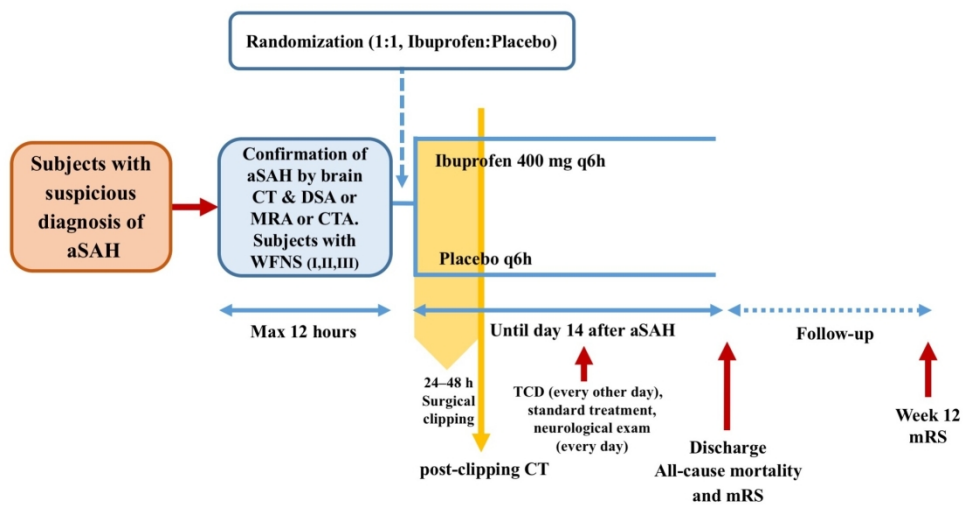 Randomization (1:1, Ibuprofen:Placebo)
Subjects with
suspicious
diagnosis of
aSAH
Confirmation of
aSAH by brain
CT & DSA or
MRA or CTA.
Subjects with
WFNS (I,II,III)
Ibuprofen 400 mg q6h
Placebo q6h
Max 12 hours
Until day 14 after aSAH
Follow-up
24–48 h
Surgical
clipping
TCD (every other day),
standard treatment,
neurological exam
(every day)
post-clipping CT
Discharge
All-cause mortality
and mRS
Week 12
mRS